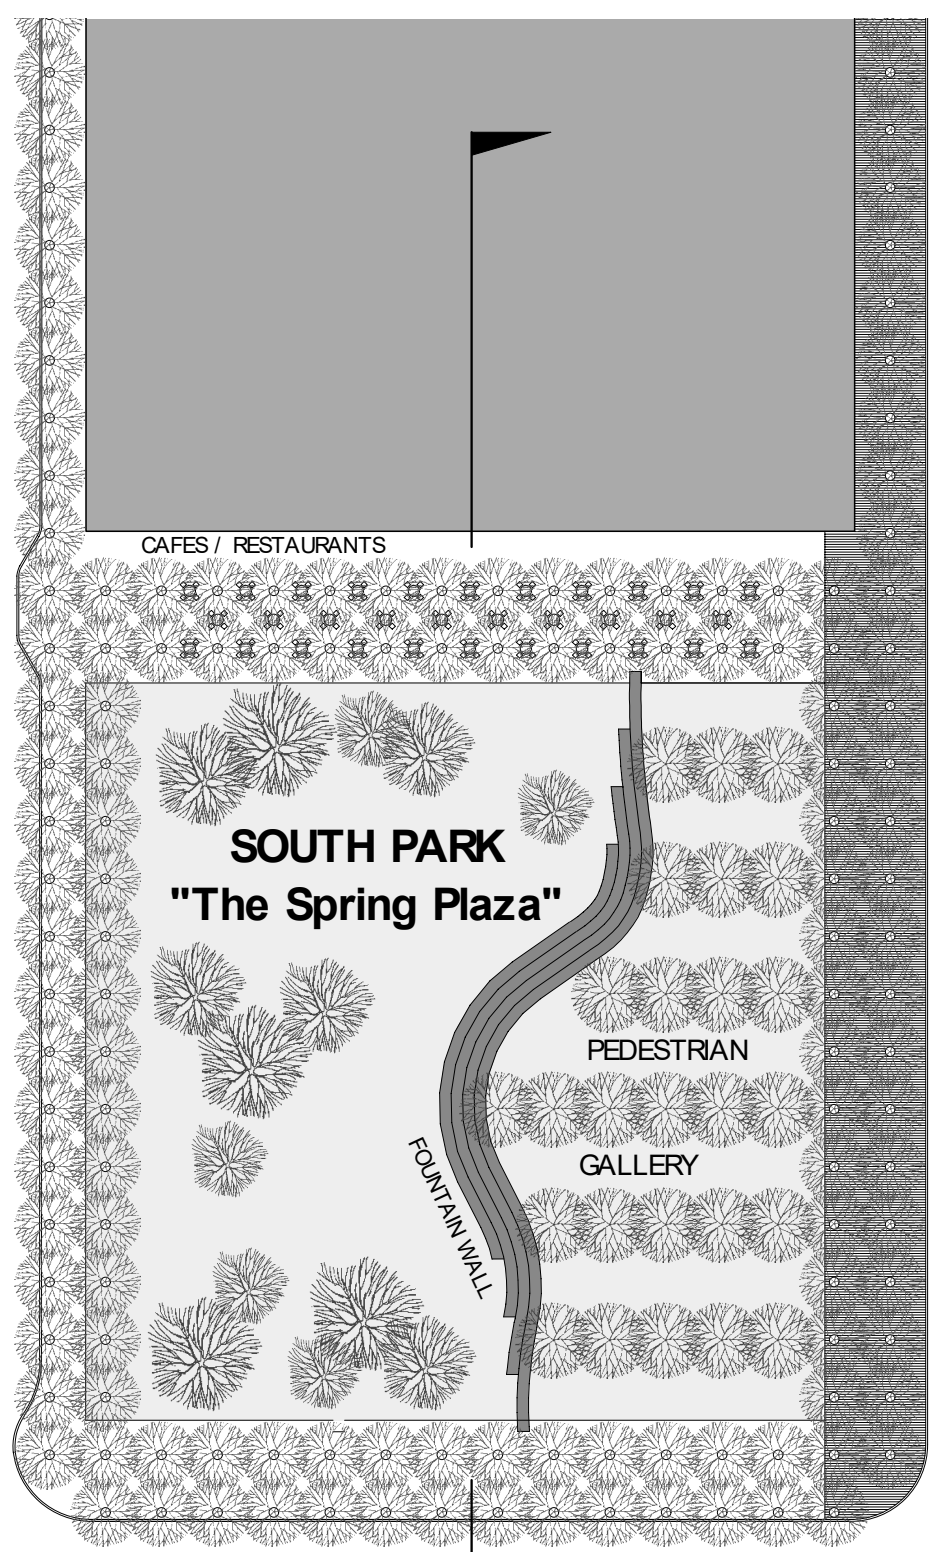 CAFES / RESTAURANTS
SOUTH PARK
"The Spring Plaza"
PEDESTRIAN
GALLERY
FOUNTAIN WALL